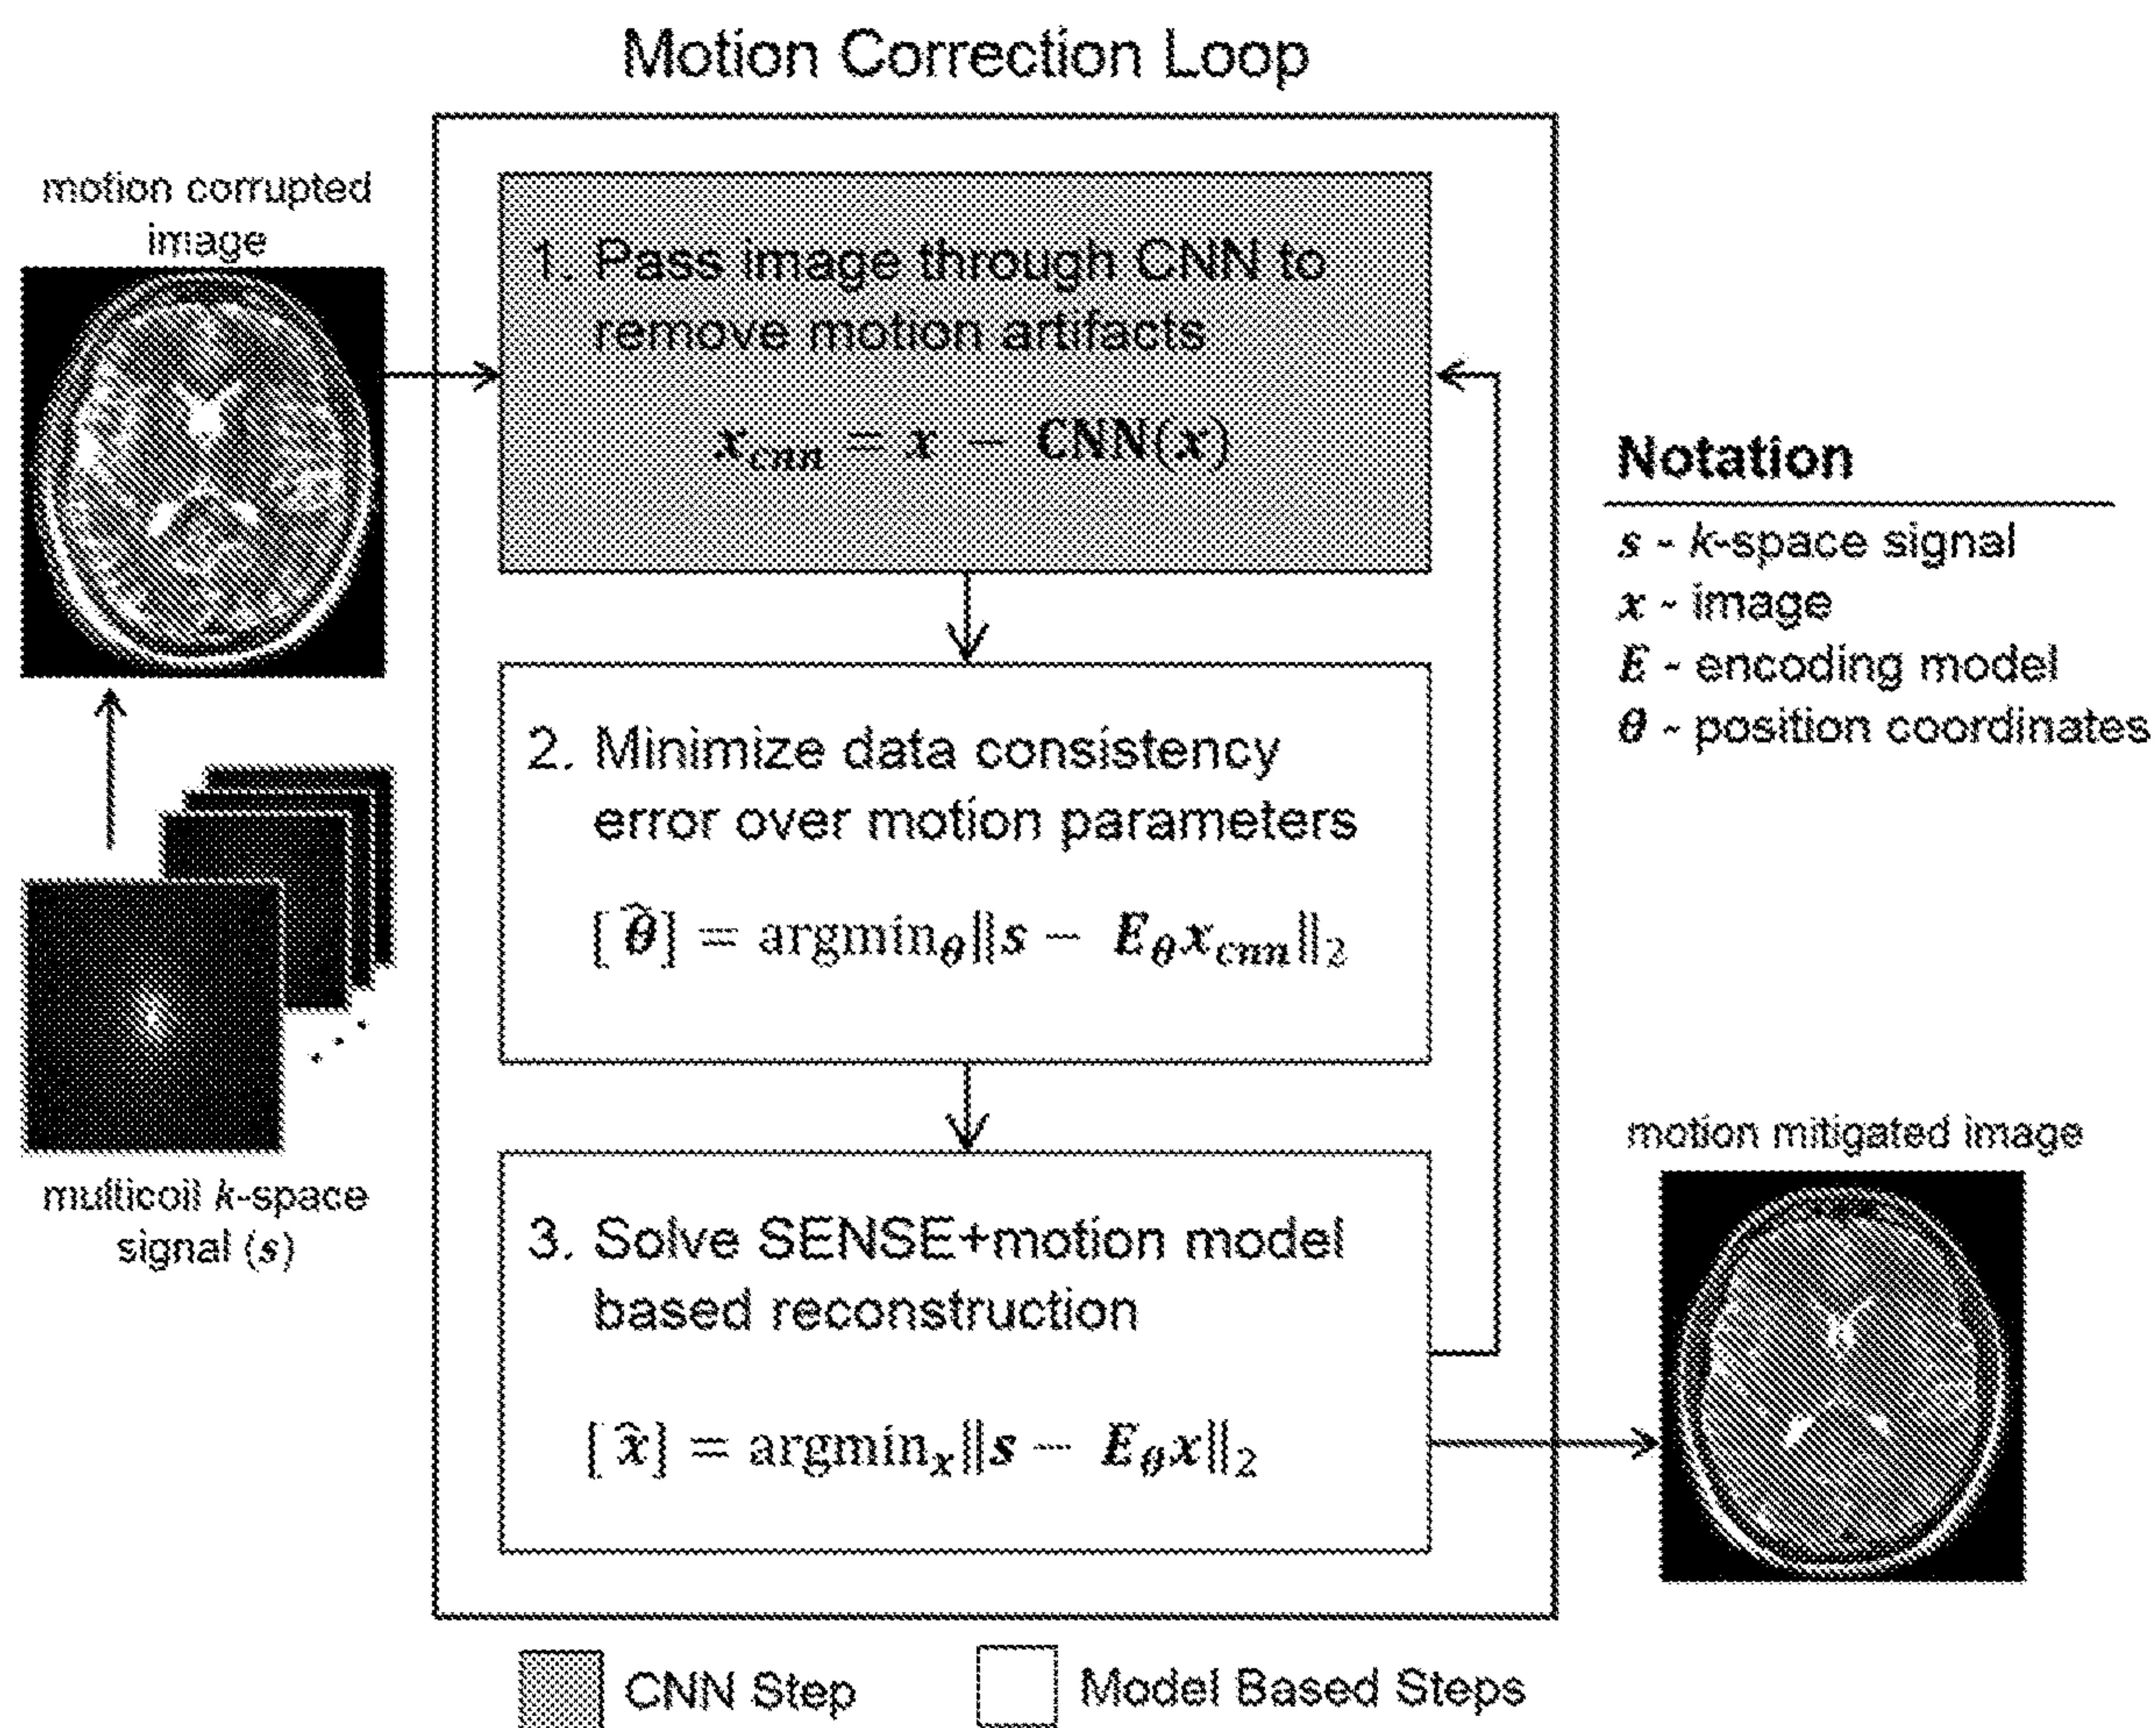 Motion Correction Loop
motion corrupted
image
1. Pass image through CNN to
remove motion artifacts
x_cnn = x − CNN(x)
2. Minimize data consistency
error over motion parameters
[θ̂] = argmin_θ‖s − E_θx_cnn‖₂
3. Solve SENSE+motion model
based reconstruction
[x̂] = argmin_x‖s − E_θx‖₂
multicoil k-space
signal (s)
Notation
s - k-space signal
x - image
E - encoding model
θ - position coordinates
motion mitigated image
CNN Step
Model Based Steps